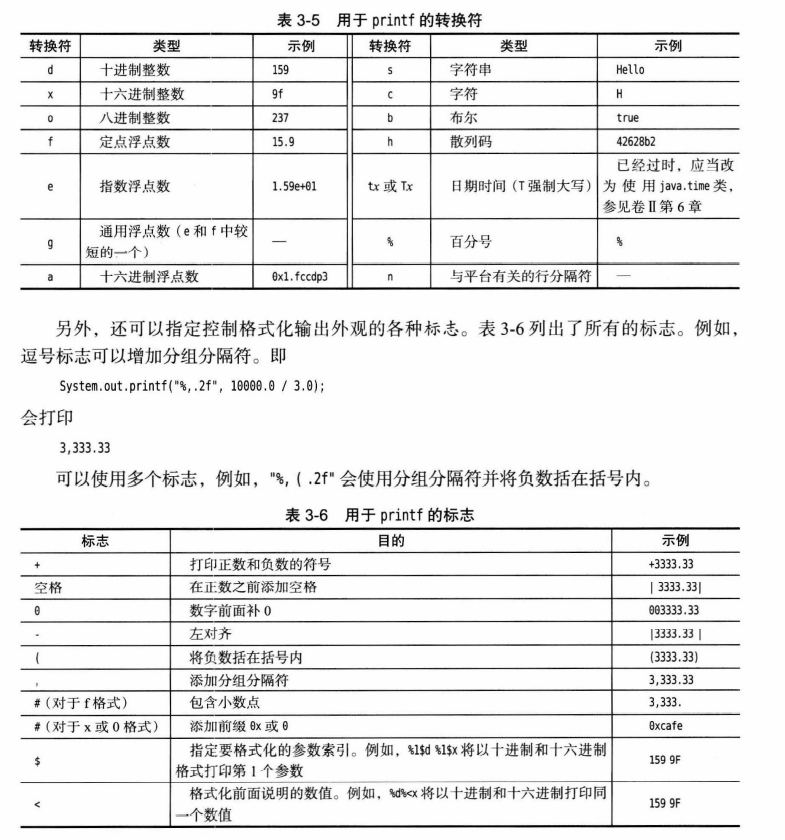 表 3-5 用于 printf 的转换符
转换符 类型 示例 转换符 类型 示例
d 十进制整数 159 s 字符串 Hello
x 十六进制整数 9f c 字符 H
o 八进制整数 237 b 布尔 true
f 定点浮点数 15.9 h 散列码 42628b2
e 指数浮点数 1.59e+01 tx 或 Tx 日期时间（T 强制大写） 已经过时，应当改
为使用 java.time 类，
参见卷Ⅱ第 6 章
g 通用浮点数（e 和 f 中较
短的一个） — % 百分号 %
a 十六进制浮点数 0x1.fccdp3 n 与平台有关的行分隔符 —
另外，还可以指定控制格式化输出外观的各种标志。表 3-6 列出了所有的标志。例如，
逗号标志可以增加分组分隔符。即
System.out.printf("%,.2f", 10000.0 / 3.0);
会打印
3,333.33
可以使用多个标志，例如，"%,(.2f" 会使用分组分隔符并将负数括在括号内。
表 3-6 用于 printf 的标志
标志 目的 示例
+ 打印正数和负数的符号 +3333.33
空格 在正数之前添加空格 | 3333.33|
0 数字前面补 0 003333.33
- 左对齐 |3333.33 |
( 将负数括在括号内 (3333.33)
, 添加分组分隔符 3,333.33
#（对于 f 格式） 包含小数点 3,333.
#（对于 x 或 0 格式） 添加前缀 0x 或 0 0xcafe
$ 指定要格式化的参数索引。例如，%1$d %1$x 将以十进制和十六进制
格式打印第 1 个参数 159 9F
< 格式化前面说明的数值。例如，%d%<x 将以十进制和十六进制打印同
一个数值 159 9F